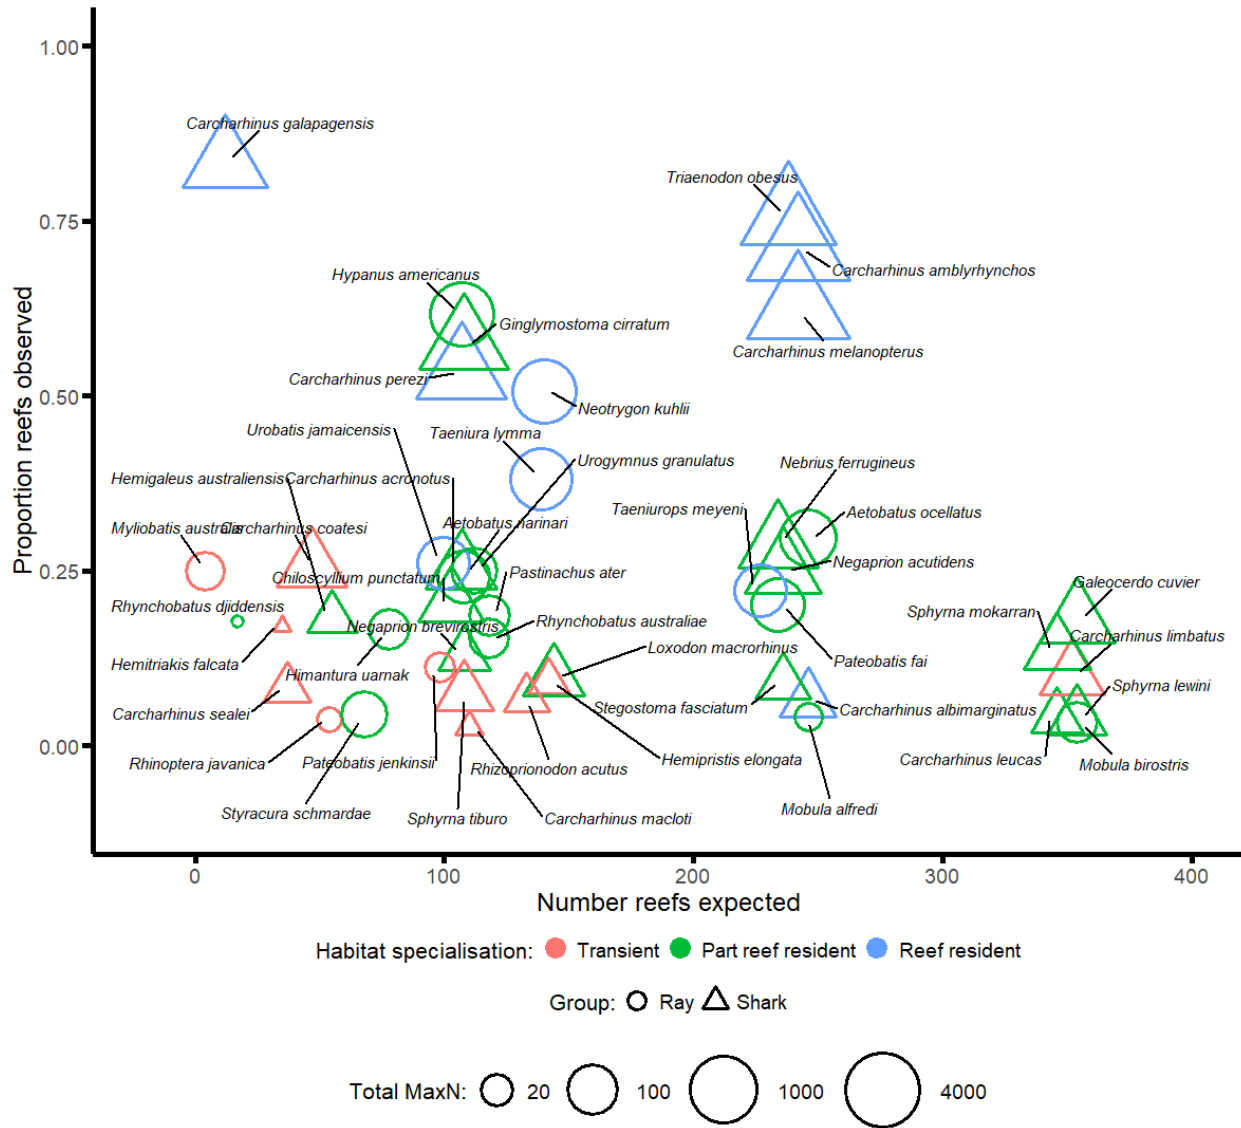 1.00
Carcharhinus galapagensis
Triaenodon obesus
0.75
Carcharhinus amblyrhynchos
Hypanus americanus
Ginglymostoma cirratum
Carcharhinus melanopterus
Carcharhinus perezi
0.50
Neotrygon kuhlii
Urobatis jamaicensis
Taeniura lymma
Urogymnus granulatus
Nebrius ferrugineus
Hemigaleus australiensis
Carcharhinus acronotus
Taeniurops meyeni
Aetobatus ocellatus
Myliobatis australis
Carcharhinus coatesi
Aetobatus narinari
0.25
Chiloscyllium punctatum
Pastinachus ater
Negaprion acutidens
Galeocerdo cuvier
Rhynchobatus djiddensis
Negaprion brevirostris
Rhynchobatus australiae
Sphyrna mokarran
Carcharhinus limbatus
Hemitriakis falcata
Himantura uarnak
Loxodon macrorhinus
Pateobatis fai
Sphyrna lewini
Carcharhinus sealei
Stegostoma fasciatum
Carcharhinus albimarginatus
0.00
Rhinoptera javanica
Pateobatis jenkinsii
Rhizoprionodon acutus
Hemipristis elongata
Carcharhinus leucas
Mobula birostris
Styracura schmardae
Sphyrna tiburo
Carcharhinus macloti
Mobula alfredi
Proportion reefs observed
0 100 200 300 400
Number reefs expected
Habitat specialisation: Transient Part reef resident Reef resident
Group: Ray Shark
Total MaxN: 20 100 1000 4000